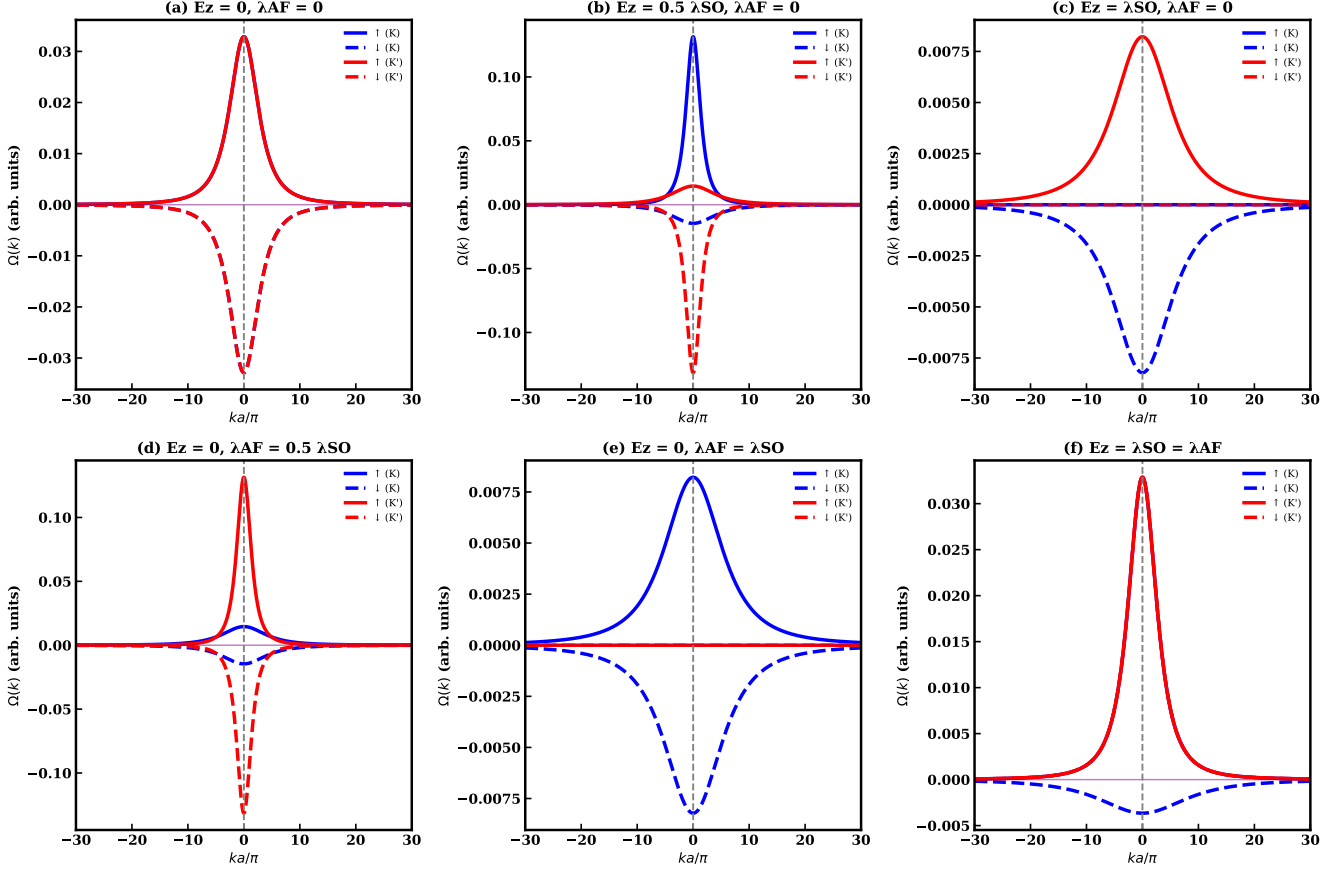 (a) Ez = 0, λAF = 0
Ω(k) (arb. units)
0.03
0.02
0.01
0.00
−0.01
−0.02
−0.03
↑ (K)
↓ (K)
↑ (K')
↓ (K')
−30 −20 −10 0 10 20 30
ka/π
(b) Ez = 0.5 λSO, λAF = 0
Ω(k) (arb. units)
0.10
0.05
0.00
−0.05
−0.10
↑ (K)
↓ (K)
↑ (K')
↓ (K')
−30 −20 −10 0 10 20 30
ka/π
(c) Ez = λSO, λAF = 0
Ω(k) (arb. units)
0.0075
0.0050
0.0025
0.0000
−0.0025
−0.0050
−0.0075
↑ (K)
↓ (K)
↑ (K')
↓ (K')
−30 −20 −10 0 10 20 30
ka/π
(d) Ez = 0, λAF = 0.5 λSO
Ω(k) (arb. units)
0.10
0.05
0.00
−0.05
−0.10
↑ (K)
↓ (K)
↑ (K')
↓ (K')
−30 −20 −10 0 10 20 30
ka/π
(e) Ez = 0, λAF = λSO
Ω(k) (arb. units)
0.0075
0.0050
0.0025
0.0000
−0.0025
−0.0050
−0.0075
↑ (K)
↓ (K)
↑ (K')
↓ (K')
−30 −20 −10 0 10 20 30
ka/π
(f) Ez = λSO = λAF
Ω(k) (arb. units)
0.030
0.025
0.020
0.015
0.010
0.005
0.000
−0.005
↑ (K)
↓ (K)
↑ (K')
↓ (K')
−30 −20 −10 0 10 20 30
ka/π